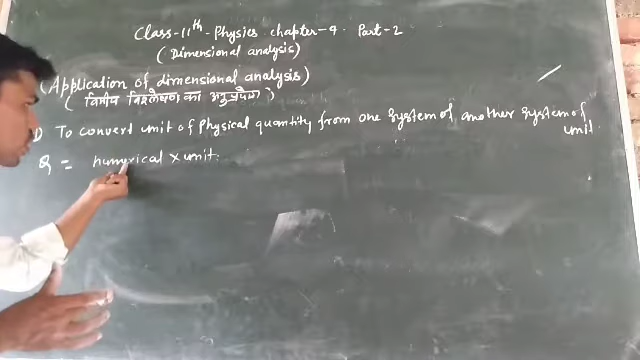 Class-11th-Physics chapter-4 Part-2
(Dimensional analysis)
(Application of dimensional analysis)
(विमीय विश्लेषण का अनुप्रयोग)
1) To convert unit of Physical quantity from one system of another system of
unit
Q = numerical × unit